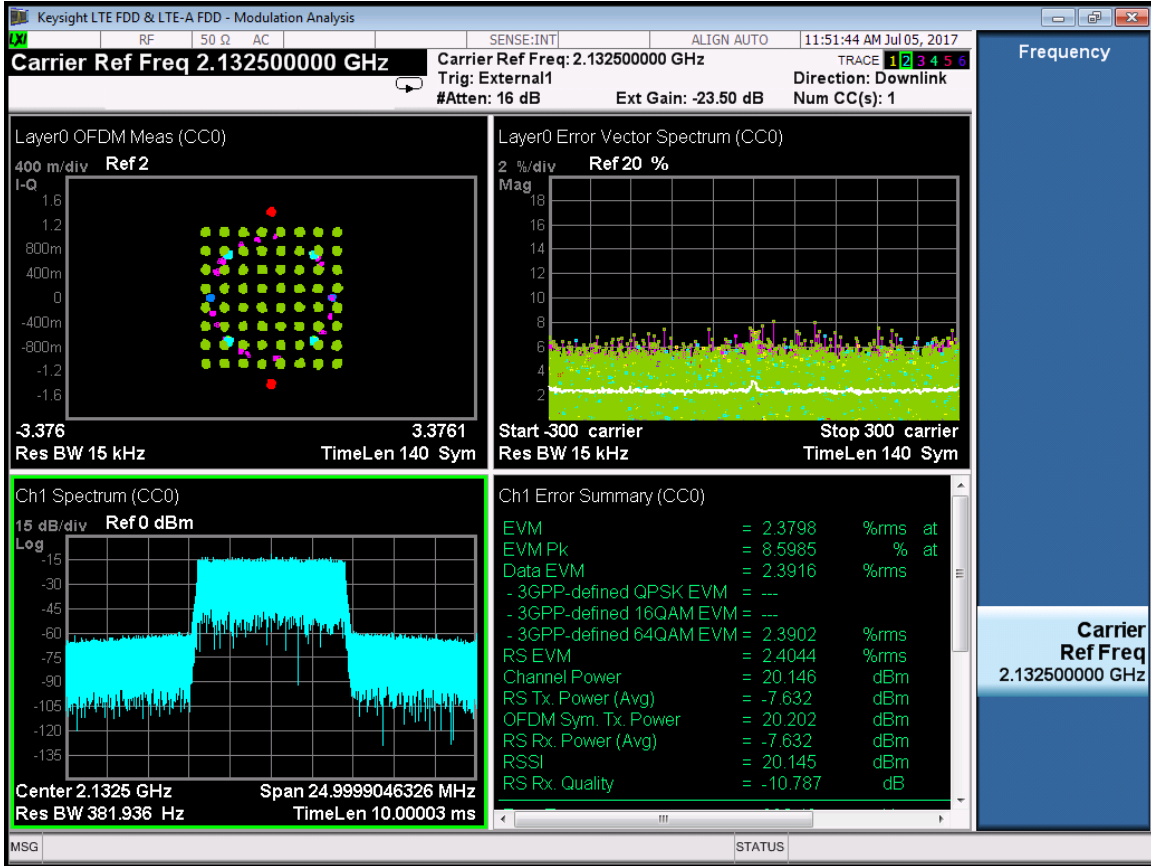 Keysight LTE FDD & LTE-A FDD - Modulation Analysis
LXI RF 50 Ω AC SENSE:INT ALIGN AUTO 11:51:44 AM Jul 05, 2017
Carrier Ref Freq 2.132500000 GHz
Carrier Ref Freq: 2.132500000 GHz
Trig: External1
#Atten: 16 dB Ext Gain: -23.50 dB
TRACE 1 2 3 4 5 6
Direction: Downlink
Num CC(s): 1
Layer0 OFDM Meas (CC0)
400 m/div Ref 2
I-Q
1.6
1.2
800m
400m
0
-400m
-800m
-1.2
-1.6
-3.376 3.3761
Res BW 15 kHz TimeLen 140 Sym
Layer0 Error Vector Spectrum (CC0)
2 %/div Ref 20 %
Mag
18
16
14
12
10
8
6
4
2
Start -300 carrier Stop 300 carrier
Res BW 15 kHz TimeLen 140 Sym
Ch1 Spectrum (CC0)
15 dB/div Ref 0 dBm
Log
-15
-30
-45
-60
-75
-90
-105
-120
-135
Center 2.1325 GHz Span 24.9999046326 MHz
Res BW 381.936 Hz TimeLen 10.00003 ms
Ch1 Error Summary (CC0)
EVM = 2.3798 %rms at
EVM Pk = 8.5985 % at
Data EVM = 2.3916 %rms
- 3GPP-defined QPSK EVM = ---
- 3GPP-defined 16QAM EVM = ---
- 3GPP-defined 64QAM EVM = 2.3902 %rms
RS EVM = 2.4044 %rms
Channel Power = 20.146 dBm
RS Tx. Power (Avg) = -7.632 dBm
OFDM Sym. Tx. Power = 20.202 dBm
RS Rx. Power (Avg) = -7.632 dBm
RSSI = 20.145 dBm
RS Rx. Quality = -10.787 dB
Frequency
Carrier
Ref Freq
2.132500000 GHz
MSG STATUS